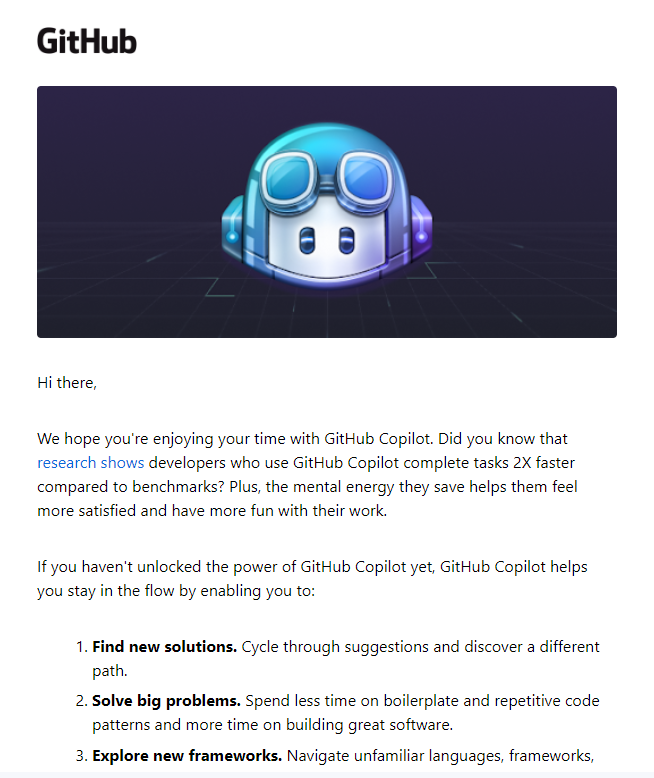 GitHub
Hi there,
We hope you're enjoying your time with GitHub Copilot. Did you know that
research shows developers who use GitHub Copilot complete tasks 2X faster
compared to benchmarks? Plus, the mental energy they save helps them feel
more satisfied and have more fun with their work.
If you haven't unlocked the power of GitHub Copilot yet, GitHub Copilot helps
you stay in the flow by enabling you to:
1. Find new solutions. Cycle through suggestions and discover a different
path.
2. Solve big problems. Spend less time on boilerplate and repetitive code
patterns and more time on building great software.
3. Explore new frameworks. Navigate unfamiliar languages, frameworks,